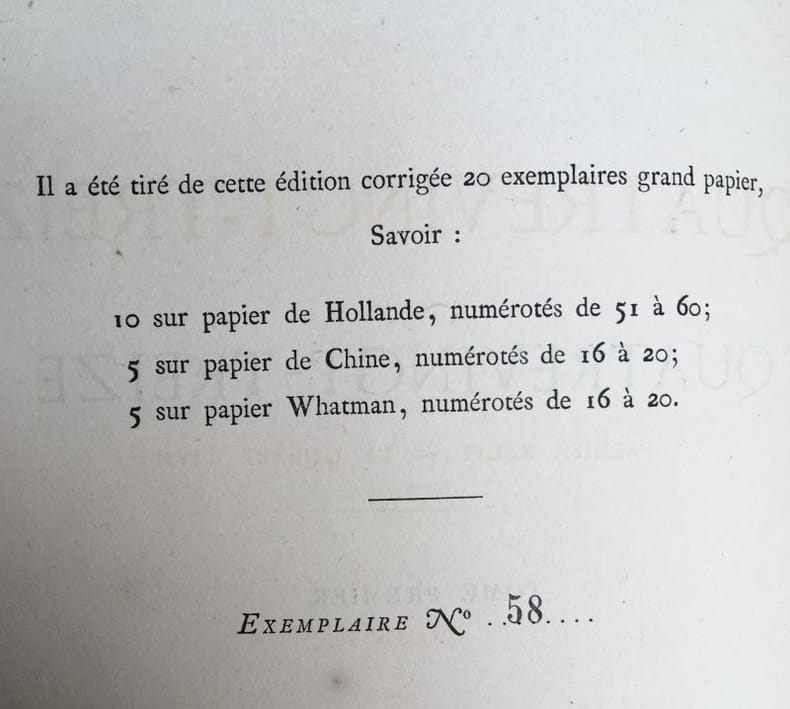 Il a été tiré de cette édition corrigée 20 exemplaires grand papier,
Savoir :
10 sur papier de Hollande, numérotés de 51 à 60;
5 sur papier de Chine, numérotés de 16 à 20;
5 sur papier Whatman, numérotés de 16 à 20.
EXEMPLAIRE Nº ..58....